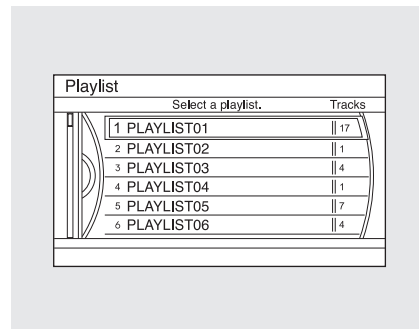 Playlist
Select a playlist. Tracks
1 PLAYLIST01 17
2 PLAYLIST02 1
3 PLAYLIST03 4
4 PLAYLIST04 1
5 PLAYLIST05 7
6 PLAYLIST06 4